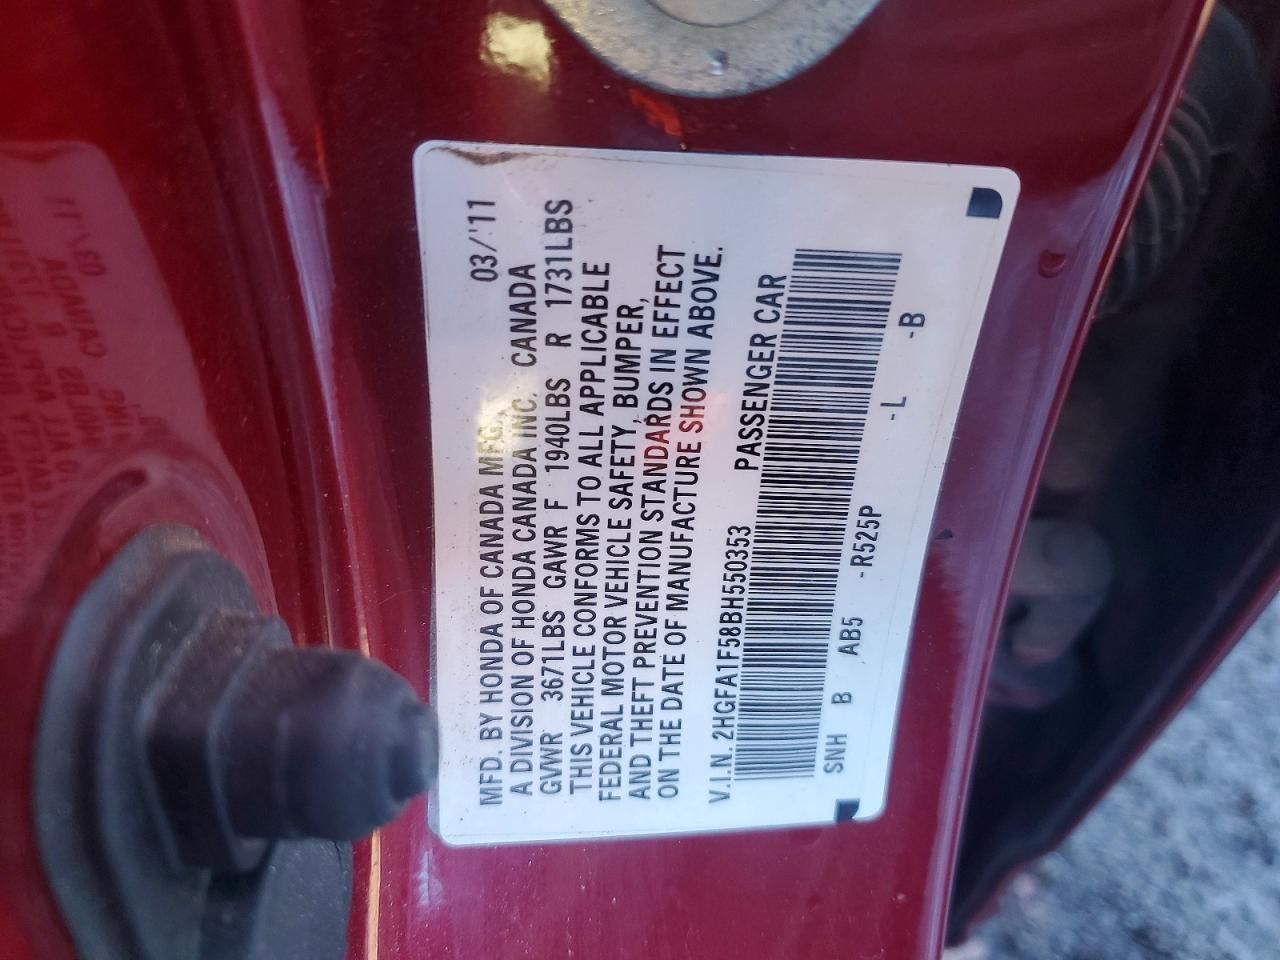 MFD. BY HONDA OF CANADA MFG. 03/'11
A DIVISION OF HONDA CANADA INC. CANADA
GVWR 3671LBS GAWR F 1940LBS R 1731LBS
THIS VEHICLE CONFORMS TO ALL APPLICABLE
FEDERAL MOTOR VEHICLE SAFETY, BUMPER,
AND THEFT PREVENTION STANDARDS IN EFFECT
ON THE DATE OF MANUFACTURE SHOWN ABOVE.
V.I.N. 2HGFA1F58BH550353 PASSENGER CAR
SNH B AB5 -R525P -L -B